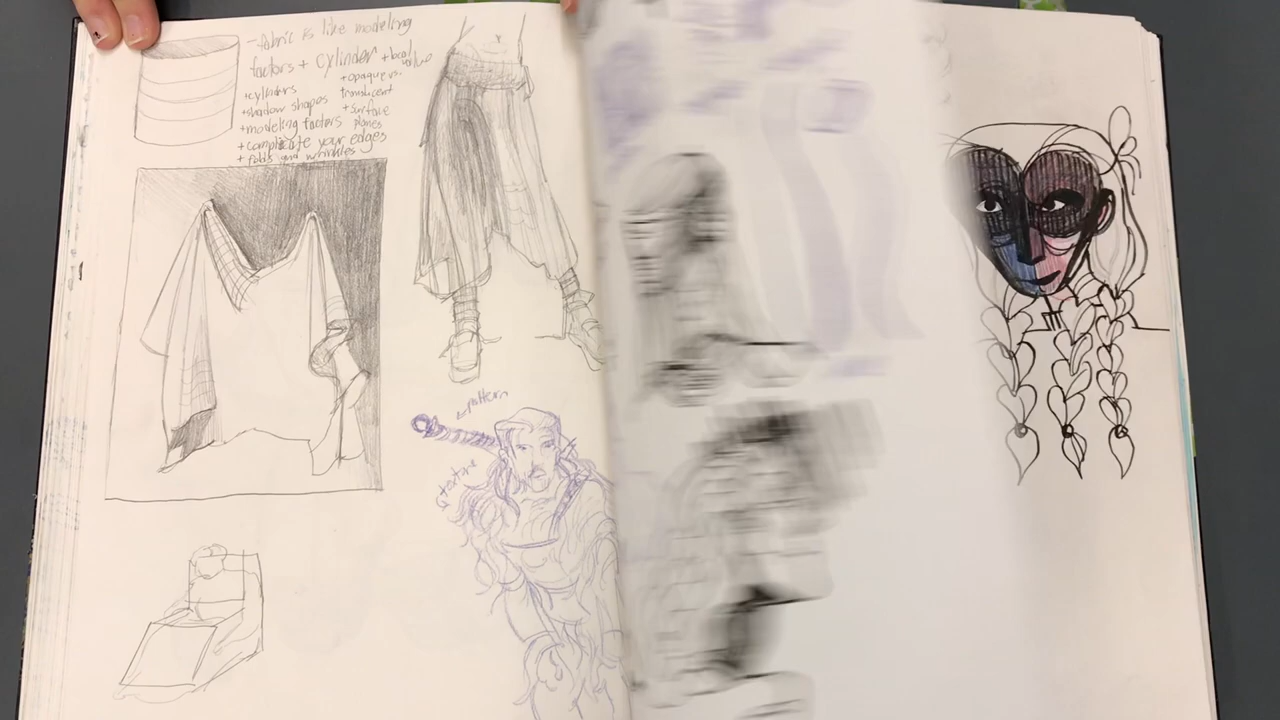 - fabric is like modeling
factors + cylinder + local value
+ cylinders
+ shadow shapes
+ modeling factors
+ complicate your edges
+ folds and wrinkles
+ opaque vs.
translucent
+ surface
planes
pattern
texture